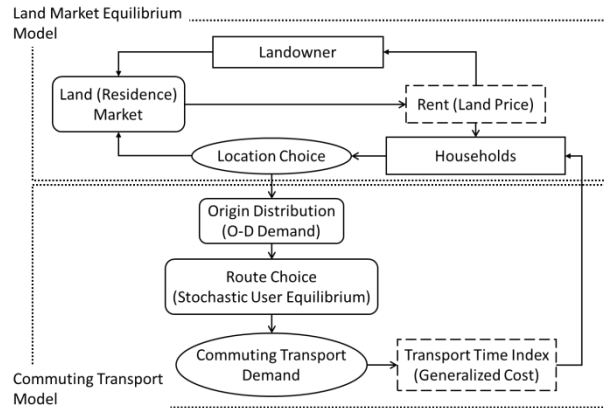 Land Market Equilibrium
Model
Landowner
Land (Residence)
Market
Rent (Land Price)
Location Choice
Households
Origin Distribution
(O-D Demand)
Route Choice
(Stochastic User Equilibrium)
Commuting Transport
Demand
Transport Time Index
(Generalized Cost)
Commuting Transport
Model